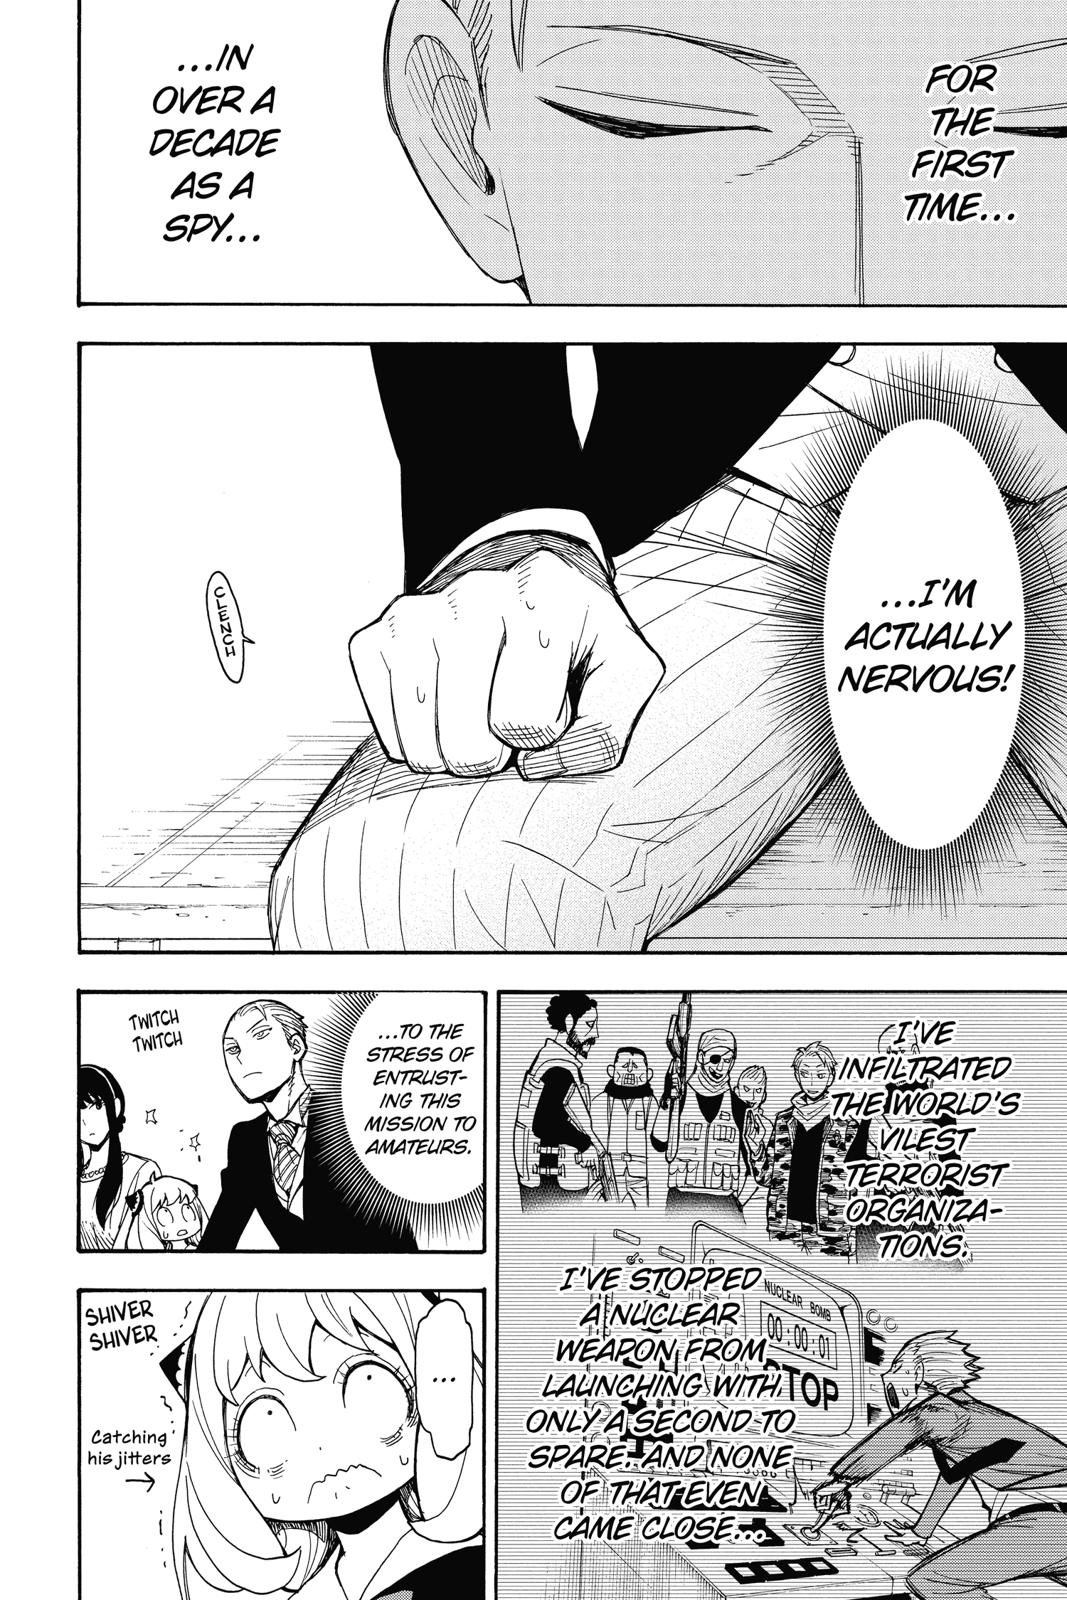 FOR
THE
FIRST
TIME...
...IN
OVER A
DECADE
AS A
SPY...
...I'M
ACTUALLY
NERVOUS!
CLENCH
I'VE
INFILTRATED
THE WORLD'S
VILEST
TERRORIST
ORGANIZA-
TIONS.
I'VE STOPPED
A NUCLEAR
WEAPON FROM
LAUNCHING WITH
ONLY A SECOND TO
SPARE. AND NONE
OF THAT EVEN
CAME CLOSE...
NUCLEAR BOMB
00:00:01
STOP
...TO THE
STRESS OF
ENTRUST-
ING THIS
MISSION TO
AMATEURS.
TWITCH
TWITCH
...
SHIVER
SHIVER
Catching
his jitters